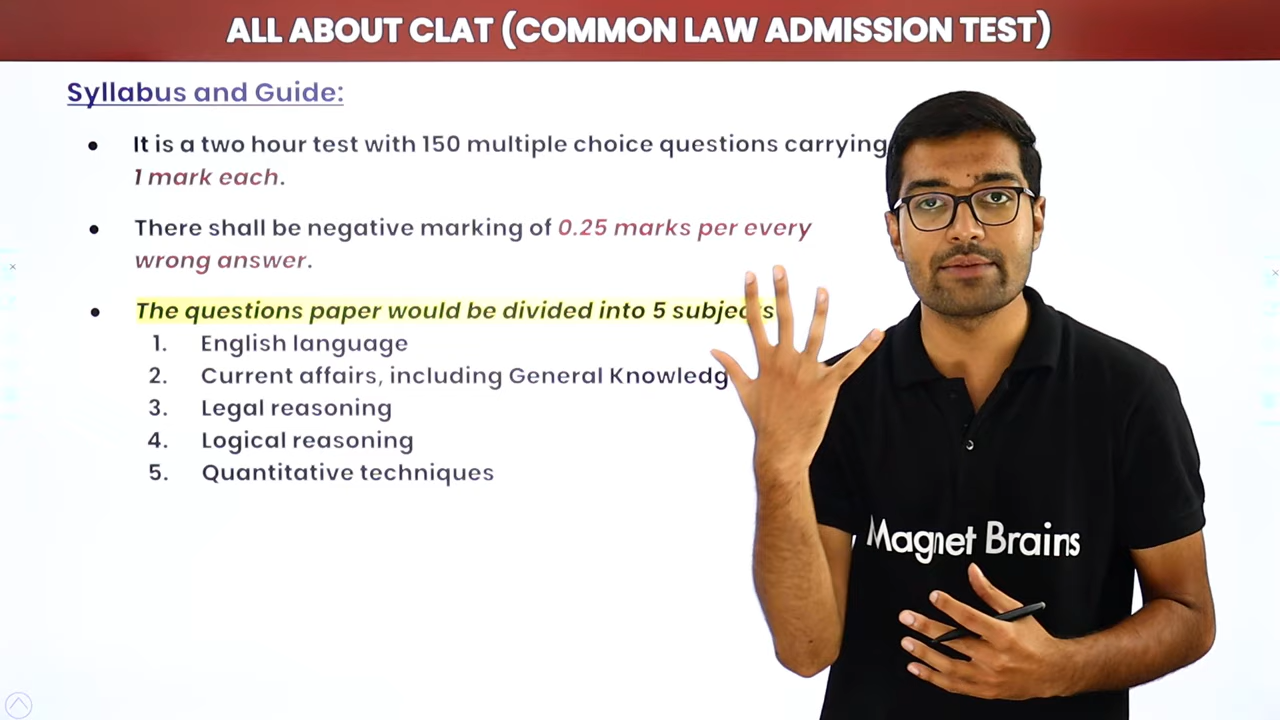 ALL ABOUT CLAT (COMMON LAW ADMISSION TEST)
Syllabus and Guide:
• It is a two hour test with 150 multiple choice questions carrying
1 mark each.
• There shall be negative marking of 0.25 marks per every
wrong answer.
• The questions paper would be divided into 5 subjects
1. English language
2. Current affairs, including General Knowledg
3. Legal reasoning
4. Logical reasoning
5. Quantitative techniques
Magnet Brains